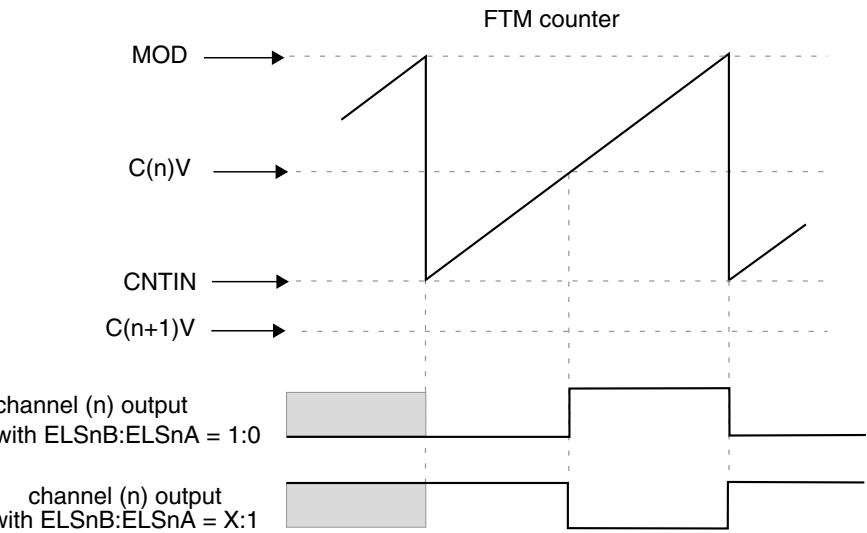 FTM counter
MOD
C(n)V
CNTIN
C(n+1)V
channel (n) output
with ELSnB:ELSnA = 1:0
channel (n) output
with ELSnB:ELSnA = X:1